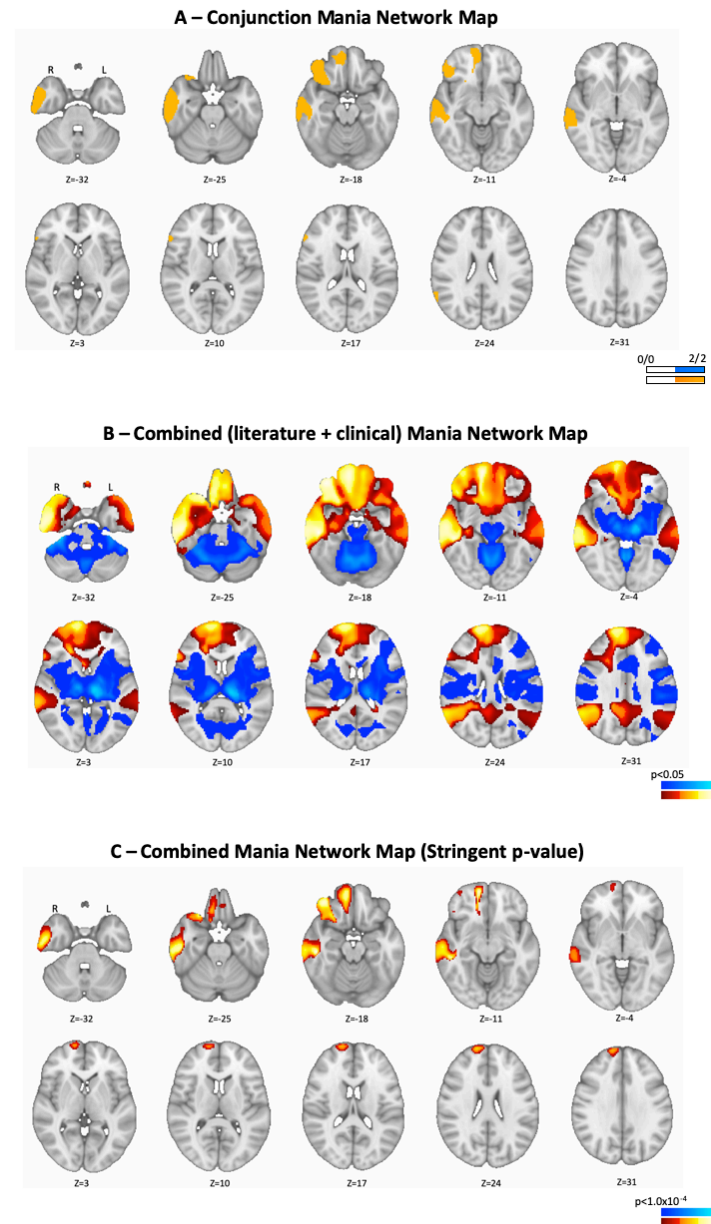 A – Conjunction Mania Network Map
R L
Z=-32 Z=-25 Z=-18 Z=-11 Z=-4
Z=3 Z=10 Z=17 Z=24 Z=31
0/0 2/2
B – Combined (literature + clinical) Mania Network Map
R L
Z=-32 Z=-25 Z=-18 Z=-11 Z=-4
Z=3 Z=10 Z=17 Z=24 Z=31
p<0.05
C – Combined Mania Network Map (Stringent p-value)
R L
Z=-32 Z=-25 Z=-18 Z=-11 Z=-4
Z=3 Z=10 Z=17 Z=24 Z=31
p<1.0x10⁻⁴